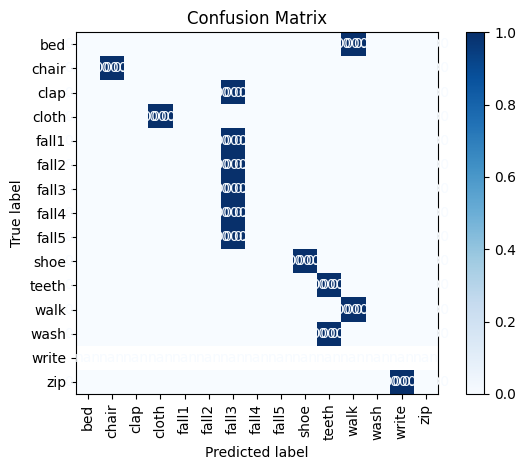 Confusion Matrix
bed
chair
clap
cloth
fall1
fall2
fall3
fall4
fall5
shoe
teeth
walk
wash
write
zip
True label
bed
chair
clap
cloth
fall1
fall2
fall3
fall4
fall5
shoe
teeth
walk
wash
write
zip
Predicted label
1.0
0.8
0.6
0.4
0.2
0.0